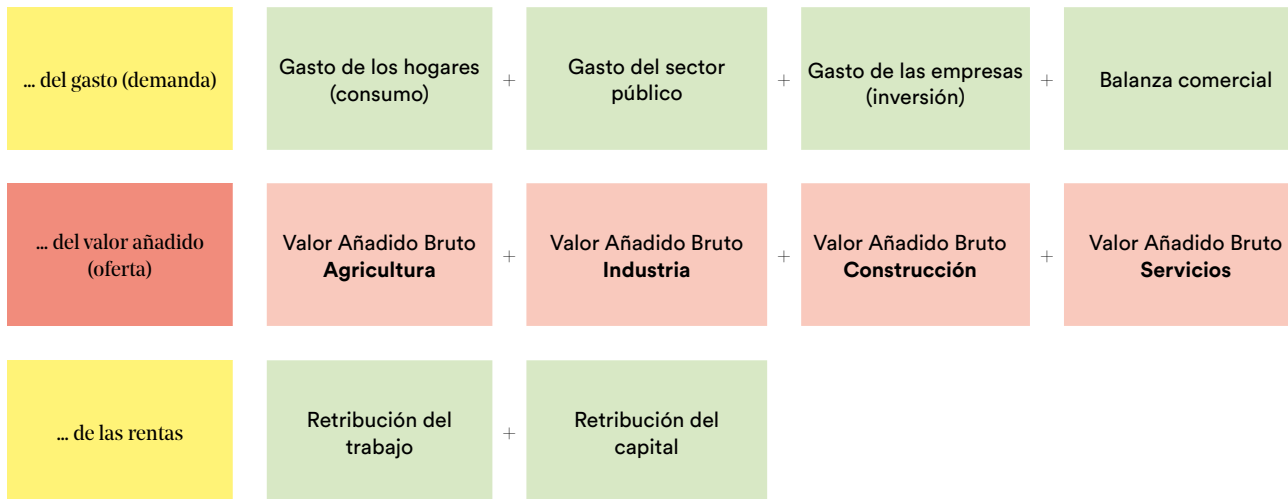 ... del gasto (demanda)
Gasto de los hogares
(consumo)
+
Gasto del sector
público
+
Gasto de las empresas
(inversión)
+
Balanza comercial
... del valor añadido
(oferta)
Valor Añadido Bruto
Agricultura
+
Valor Añadido Bruto
Industria
+
Valor Añadido Bruto
Construcción
+
Valor Añadido Bruto
Servicios
... de las rentas
Retribución del
trabajo
+
Retribución del
capital